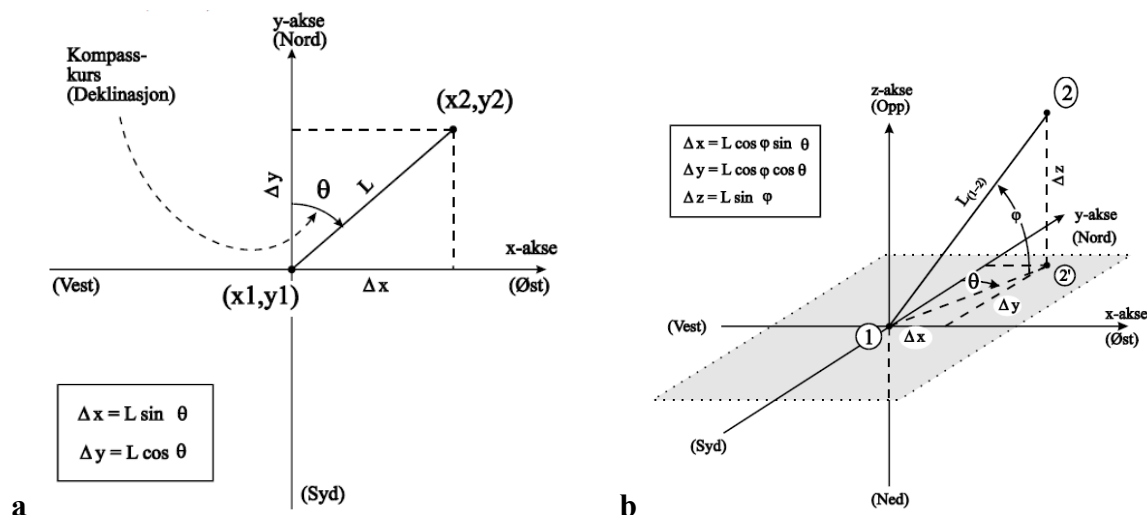 y-akse
(Nord)
Kompass-
kurs
(Deklinasjon)
(x2,y2)
Δy
θ
L
x-akse
(Vest)
(x1,y1)
Δx
(Øst)
Δx = L sin θ
Δy = L cos θ
(Syd)
a
z-akse
(Opp)
2
Δx = L cos φ sin θ
Δy = L cos φ cos θ
Δz = L sin φ
L(1-2)
Δz
φ
y-akse
(Nord)
θ
2'
Δy
x-akse
(Vest)
1
Δx
(Øst)
(Syd)
(Ned)
b